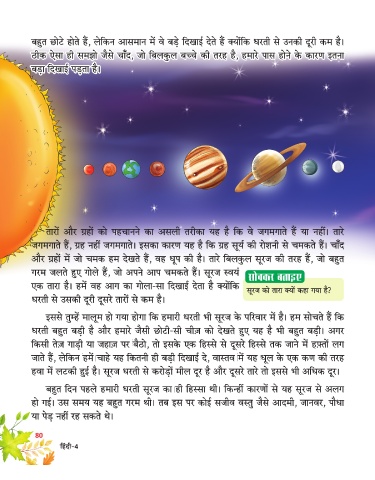 बहुत छोटे होते हैं, लेकिन आसमान में वे बड़े दिखाई देते हैं क्योंकि धरती से उनकी दूरी कम है।
ठीक ऐसा ही समझो जैसे चाँद, जो बिलकुल बच्चे की तरह है, हमारे पास होने के कारण इतना
बड़ा दिखाई पड़ता है।
तारों और ग्रहों को पहचानने का असली तरीका यह है कि वे जगमगाते हैं या नहीं। तारे
जगमगाते हैं, ग्रह नहीं जगमगाते। इसका कारण यह है कि ग्रह सूर्य की रोशनी से चमकते हैं। चाँद
और ग्रहों में जो चमक हम देखते हैं, वह धूप की है। तारे बिलकुल सूरज की तरह हैं, जो बहुत
गरम जलते हुए गोले हैं, जो अपने आप चमकते हैं। सूरज स्वयं
एक तारा है। हमें वह आग का गोला-सा दिखाई देता है क्योंकि
धरती से उसकी दूरी दूसरे तारों से कम है।
सोचकर बताइए
सूरज को तारा क्यों कहा गया है?
इससे तुम्हें मालूम हो गया होगा कि हमारी धरती भी सूरज के परिवार में है। हम सोचते हैं कि
धरती बहुत बड़ी है और हमारे जैसी छोटी-सी चीज़ को देखते हुए यह है भी बहुत बड़ी। अगर
किसी तेज़ गाड़ी या जहाज़ पर बैठो, तो इसके एक हिस्से से दूसरे हिस्से तक जाने में हफ़्तों लग
जाते हैं, लेकिन हमें चाहे यह कितनी ही बड़ी दिखाई दे, वास्तव में यह धूल के एक कण की तरह
हवा में लटकी हुई है। सूरज धरती से करोड़ों मील दूर है और दूसरे तारे तो इससे भी अधिक दूर।
बहुत दिन पहले हमारी धरती सूरज का ही हिस्सा थी। किन्हीं कारणों से यह सूरज से अलग
हो गई। उस समय यह बहुत गरम थी। तब इस पर कोई सजीव वस्तु जैसे आदमी, जानवर, पौधा
या पेड़ नहीं रह सकते थे।
80
हिंदी-4